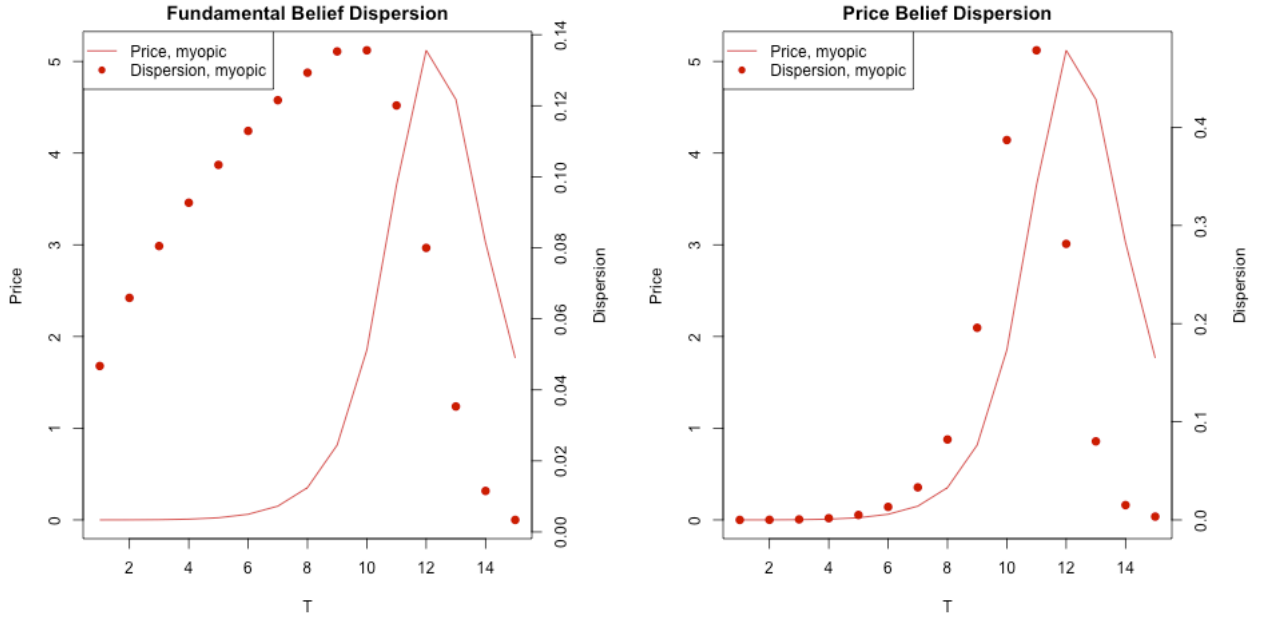 Fundamental Belief Dispersion
Price, myopic
Dispersion, myopic
Price
0
1
2
3
4
5
Dispersion
0.00
0.02
0.04
0.06
0.08
0.10
0.12
0.14
2 4 6 8 10 12 14
T
Price Belief Dispersion
Price, myopic
Dispersion, myopic
Price
0
1
2
3
4
5
Dispersion
0.0
0.1
0.2
0.3
0.4
2 4 6 8 10 12 14
T